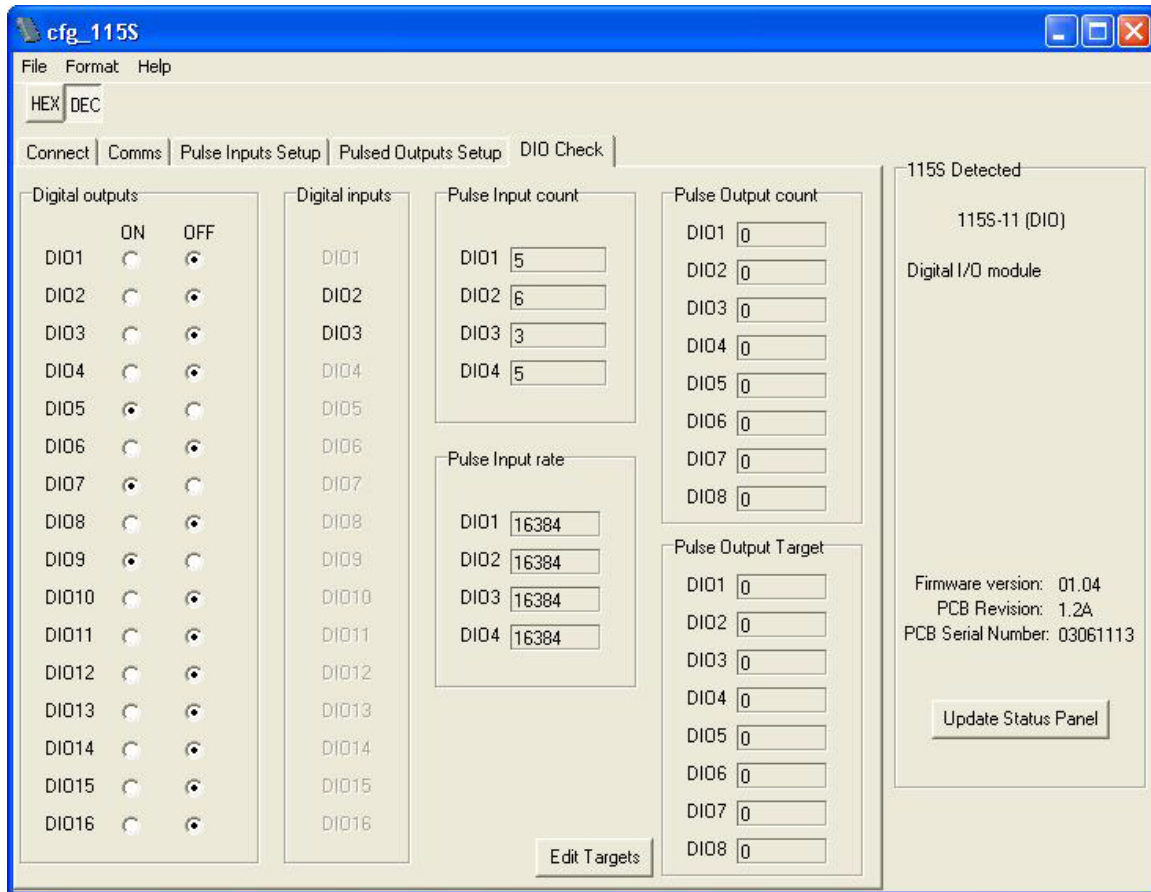 cfg_115S
File Format Help
HEX DEC
Connect Comms Pulse Inputs Setup Pulsed Outputs Setup DIO Check
Digital outputs
ON OFF
DIO1
DIO2
DIO3
DIO4
DIO5
DIO6
DIO7
DIO8
DIO9
DIO10
DIO11
DIO12
DIO13
DIO14
DIO15
DIO16
Digital inputs
DIO1
DIO2
DIO3
DIO4
DIO5
DIO6
DIO7
DIO8
DIO9
DIO10
DIO11
DIO12
DIO13
DIO14
DIO15
DIO16
Pulse Input count
DIO1 5
DIO2 6
DIO3 3
DIO4 5
Pulse Input rate
DIO1 16384
DIO2 16384
DIO3 16384
DIO4 16384
Pulse Output count
DIO1 0
DIO2 0
DIO3 0
DIO4 0
DIO5 0
DIO6 0
DIO7 0
DIO8 0
Pulse Output Target
DIO1 0
DIO2 0
DIO3 0
DIO4 0
DIO5 0
DIO6 0
DIO7 0
DIO8 0
Edit Targets
115S Detected
115S-11 (DIO)
Digital I/O module
Firmware version: 01.04
PCB Revision: 1.2A
PCB Serial Number: 03061113
Update Status Panel